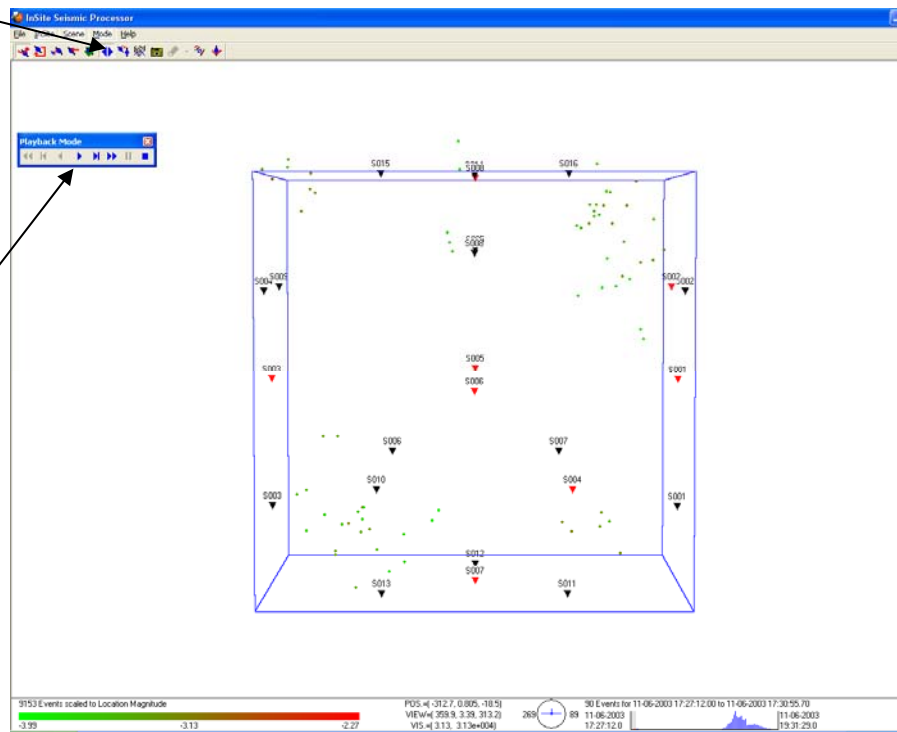 InSite Seismic Processor
File InSite Scene Mode Help
Playback Mode
S015 S008 S016
S008
S004 S009 S002 S002
S005
S003 S006 S001
S006 S007
S010 S004
S003 S001
S012
S007
S013 S011
9153 Events scaled to Location Magnitude
-3.99 -3.13 -2.27
POS.=( -312.7, 0.805, -18.5)
VIEW=( 359.9, 3.39, 313.2)
VIS.=( 3.13, 3.13e+004)
269 89
90 Events for 11-06-2003 17:27:12.00 to 11-06-2003 17:30:55.70
11-06-2003 11-06-2003
17:27:12.0 19:31:29.0